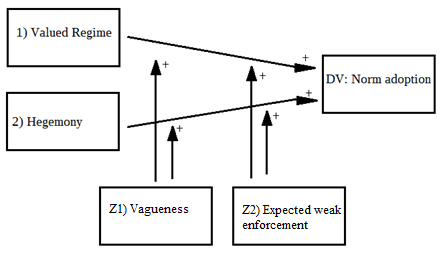 1) Valued Regime
+
+
DV: Norm adoption
+
+
2) Hegemony
+
+
Z1) Vagueness
Z2) Expected weak
enforcement